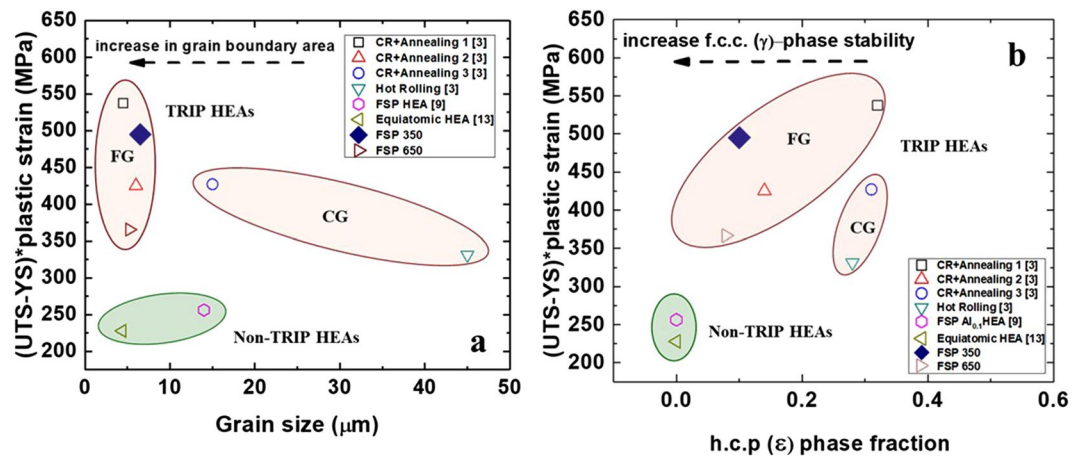 (UTS-YS)*plastic strain (MPa)
650
600
550
500
450
400
350
300
250
200
increase in grain boundary area
CR+Annealing 1 [3]
CR+Annealing 2 [3]
CR+Annealing 3 [3]
Hot Rolling [3]
FSP HEA [9]
Equiatomic HEA [13]
FSP 350
FSP 650
TRIP HEAs
FG
CG
Non-TRIP HEAs
a
0 10 20 30 40 50
Grain size (μm)
(UTS-YS)*plastic strain (MPa)
650
600
550
500
450
400
350
300
250
200
increase f.c.c. (γ)–phase stability
b
FG
TRIP HEAs
CG
CR+Annealing 1 [3]
CR+Annealing 2 [3]
CR+Annealing 3 [3]
Hot Rolling [3]
FSP Al0.1HEA [9]
Equiatomic HEA [13]
FSP 350
FSP 650
Non-TRIP HEAs
0.0 0.2 0.4 0.6
h.c.p (ε) phase fraction